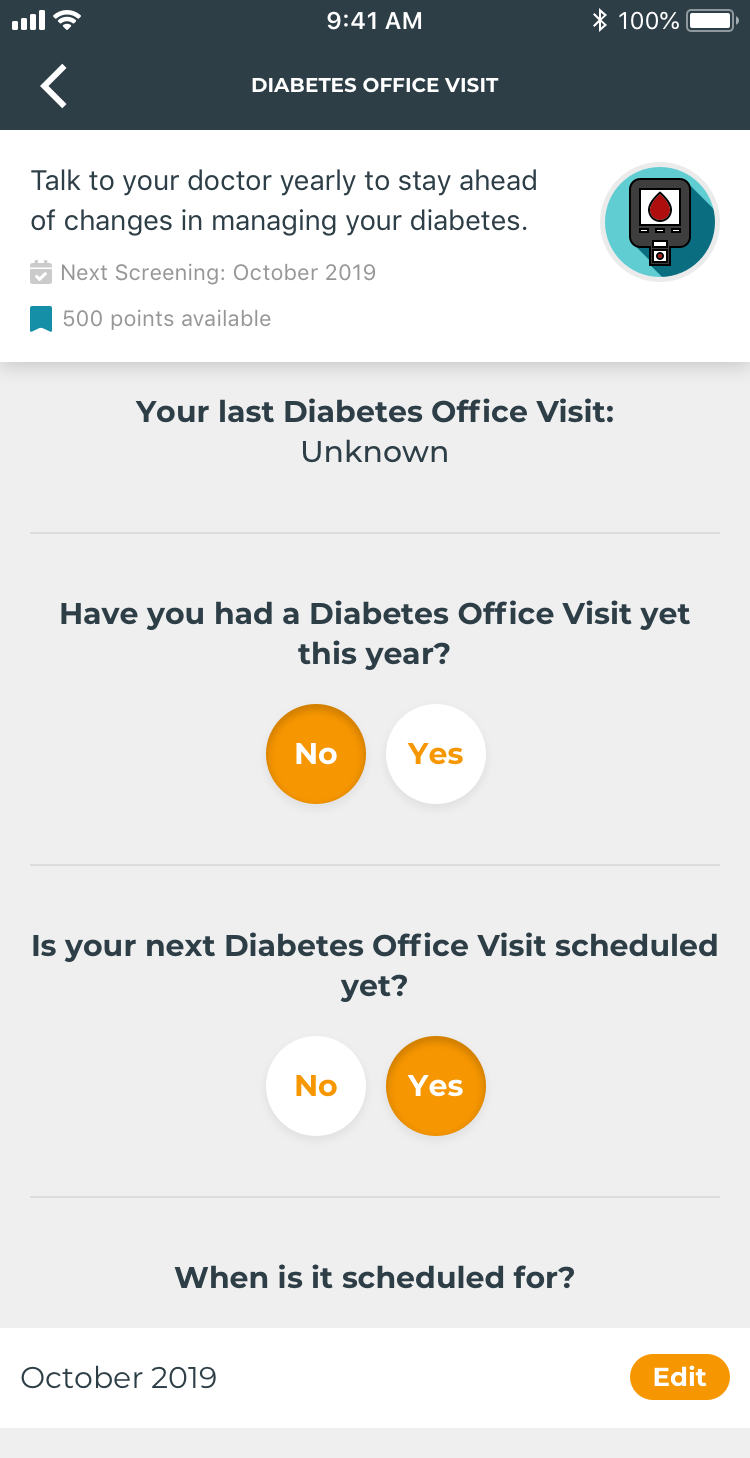 9:41 AM
100%
DIABETES OFFICE VISIT
Talk to your doctor yearly to stay ahead
of changes in managing your diabetes.
Next Screening: October 2019
500 points available
Your last Diabetes Office Visit:
Unknown
Have you had a Diabetes Office Visit yet
this year?
No
Yes
Is your next Diabetes Office Visit scheduled
yet?
No
Yes
When is it scheduled for?
October 2019
Edit